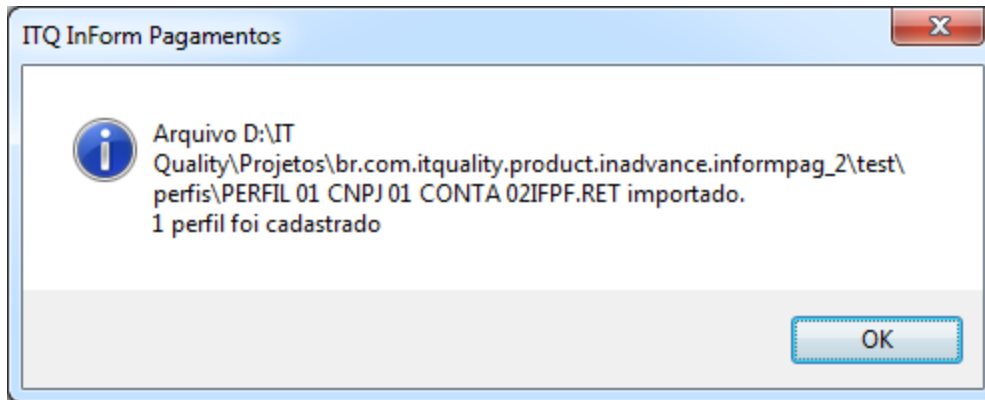 ITQ InForm Pagamentos
Arquivo D:\IT
Quality\Projetos\br.com.itquality.product.inadvance.informpag_2\test\
perfis\PERFIL 01 CNPJ 01 CONTA 02IFPF.RET importado.
1 perfil foi cadastrado
OK